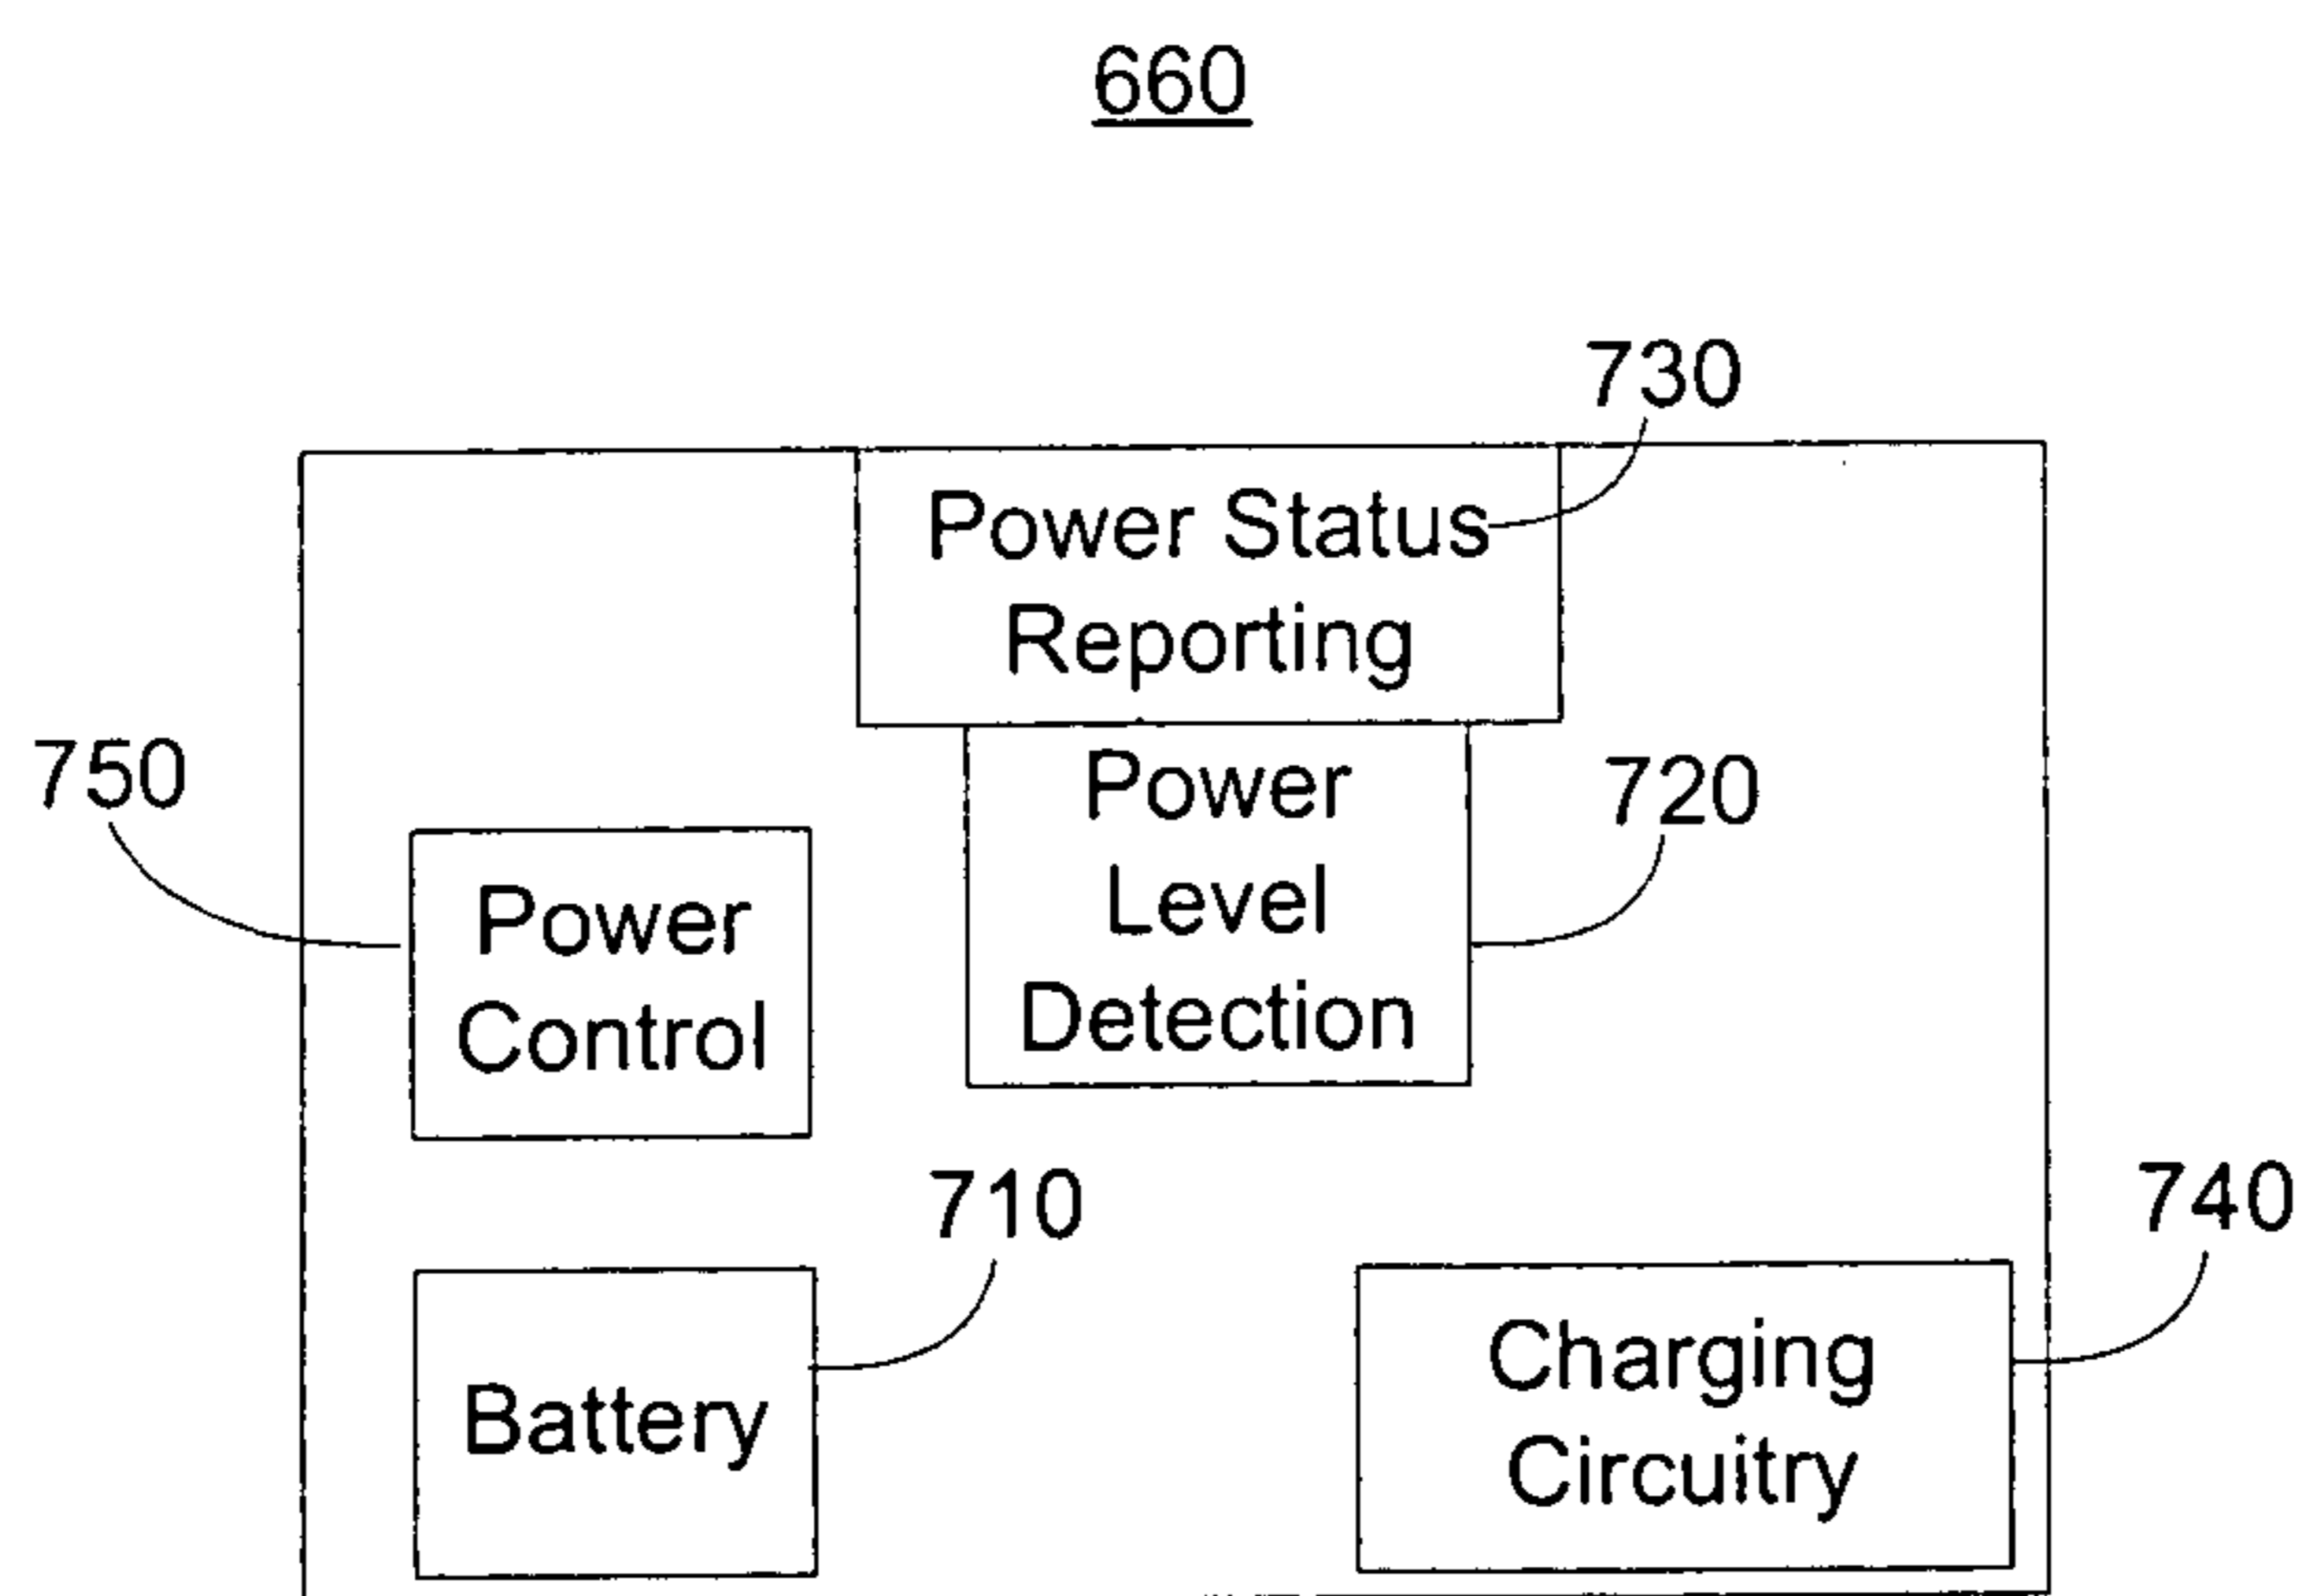 660
730
Power Status
Reporting
750
Power
Level
Detection
720
Power
Control
710
740
Battery
Charging
Circuitry